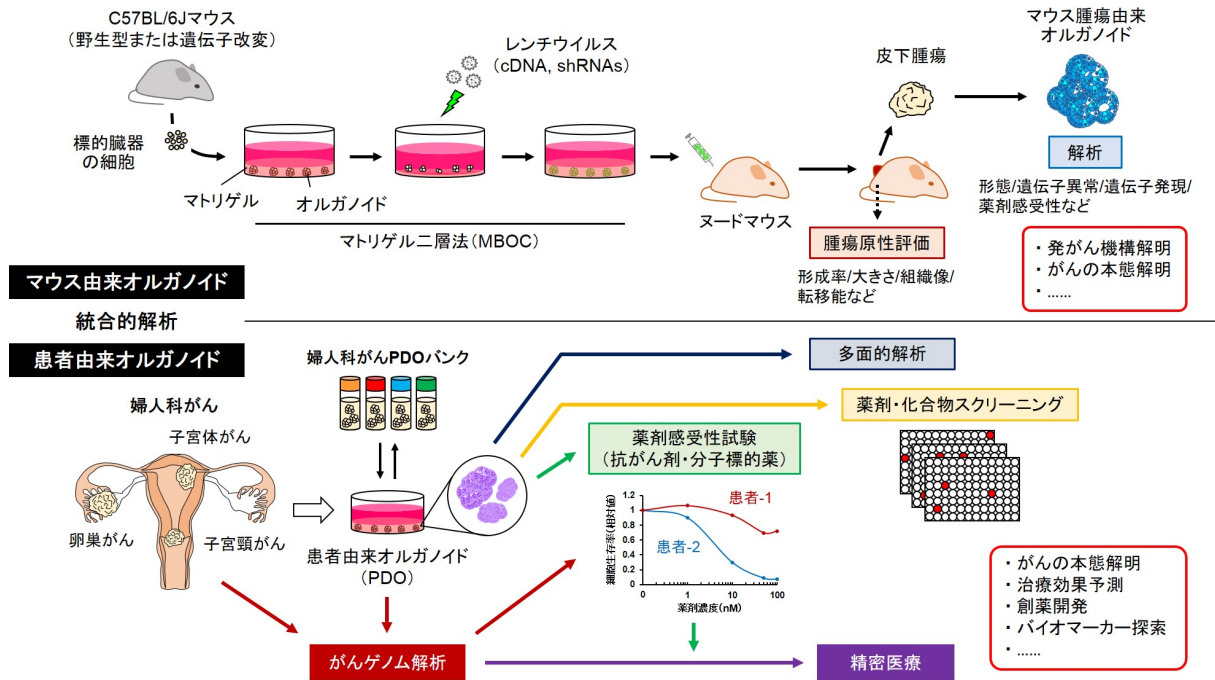 C57BL/6Jマウス
（野生型または遺伝子改変）
標的臓器
の細胞
マトリゲル
オルガノイド
マトリゲル二層法（MBOC）
レンチウイルス
（cDNA, shRNAs）
ヌードマウス
皮下腫瘍
腫瘍原性評価
形成率/大きさ/組織像/
転移能など
マウス腫瘍由来
オルガノイド
解析
形態/遺伝子異常/遺伝子発現/
薬剤感受性など
・発がん機構解明
・がんの本態解明
・……
マウス由来オルガノイド
統合的解析
患者由来オルガノイド
婦人科がん
子宮体がん
卵巣がん
子宮頸がん
婦人科がんPDOバンク
患者由来オルガノイド
（PDO）
多面的解析
薬剤・化合物スクリーニング
薬剤感受性試験
（抗がん剤・分子標的薬）
細胞生存率(相対値)
1.2
1
0.8
0.6
0.4
0.2
0
患者-1
患者-2
0 1 10 100
薬剤濃度(nM)
がんゲノム解析
精密医療
・がんの本態解明
・治療効果予測
・創薬開発
・バイオマーカー探索
・……